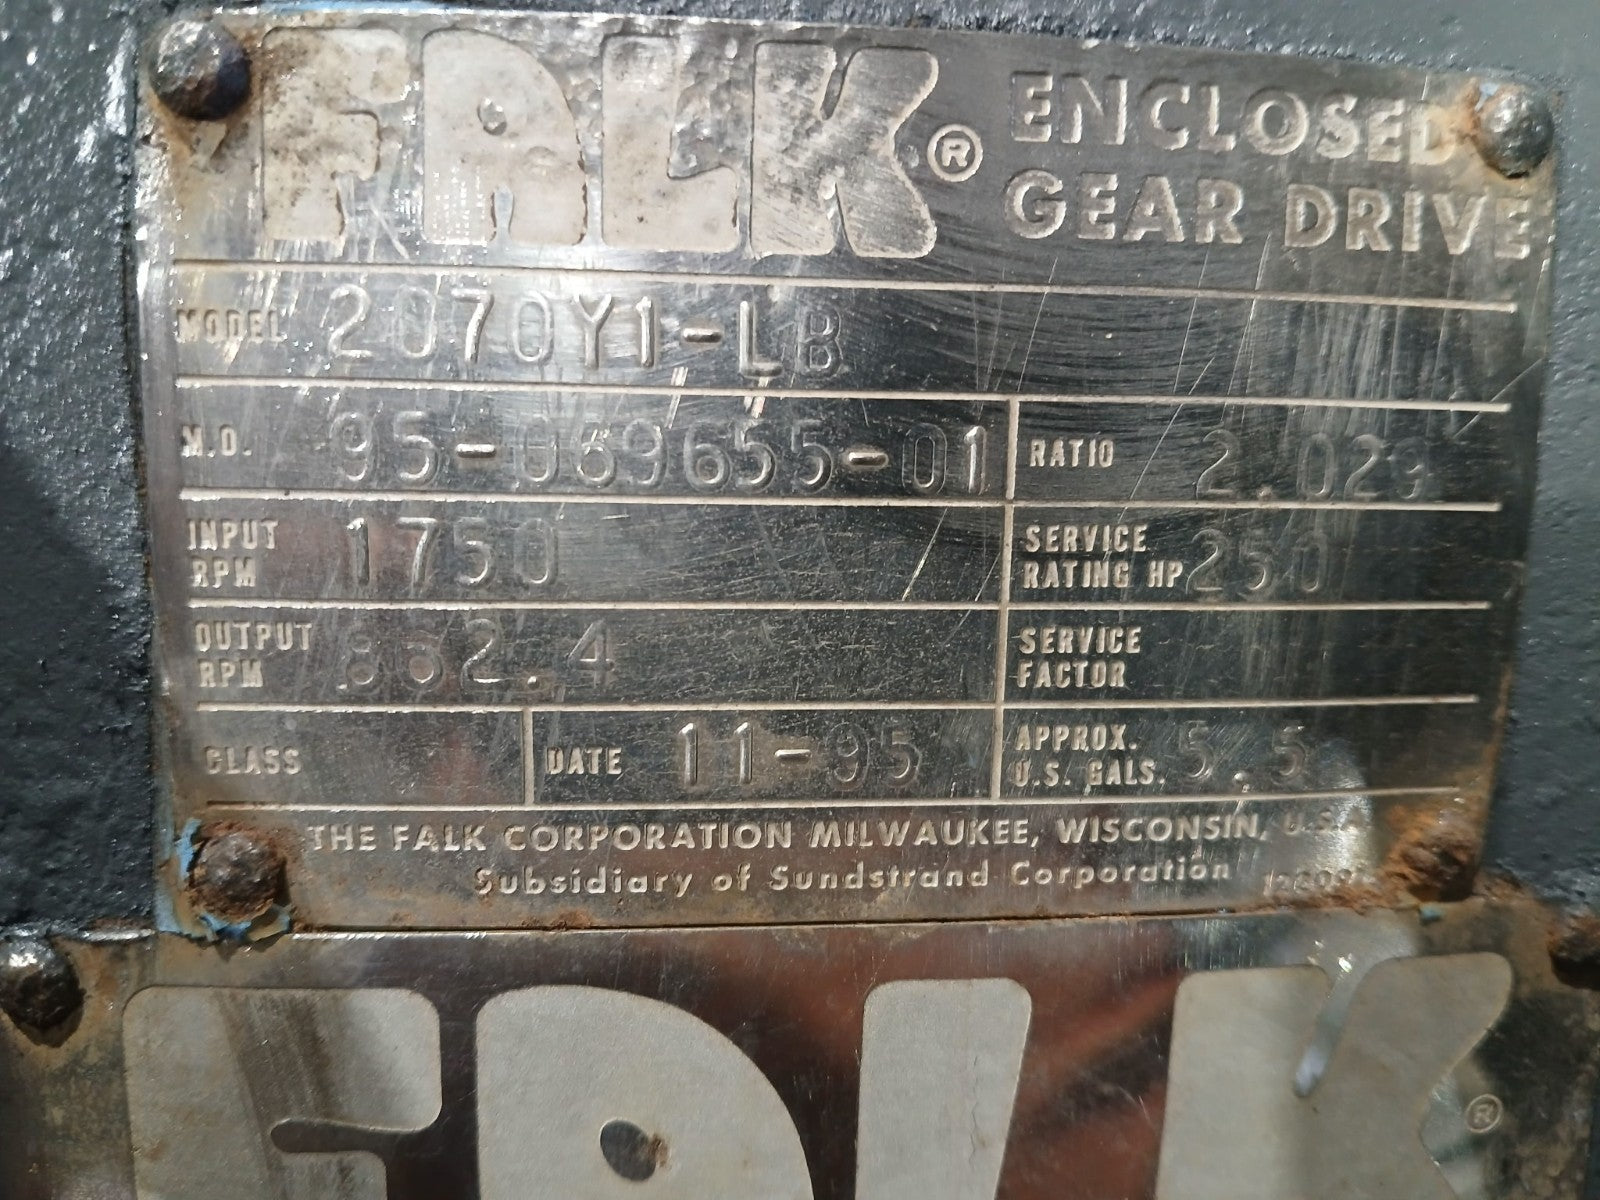 FALK® ENCLOSED
GEAR DRIVE
MODEL 2070Y1-LB
M.O. 95-069655-01 RATIO 2.029
INPUT RPM 1750 SERVICE RATING HP 250
OUTPUT RPM 862.4 SERVICE FACTOR
CLASS DATE 11-95 APPROX. U.S. GALS. 5.5
THE FALK CORPORATION MILWAUKEE, WISCONSIN, U.S.A.
Subsidiary of Sundstrand Corporation
FALK®